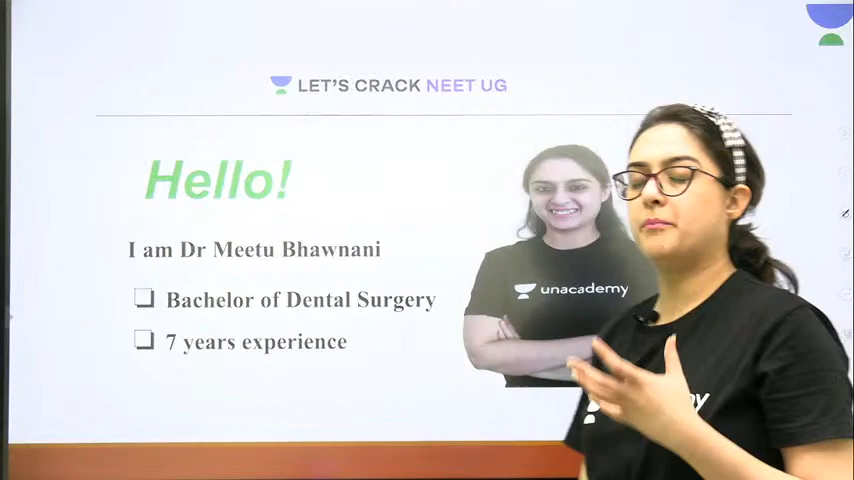 LET'S CRACK NEET UG
Hello!
I am Dr Meetu Bhawnani
Bachelor of Dental Surgery
7 years experience
unacademy